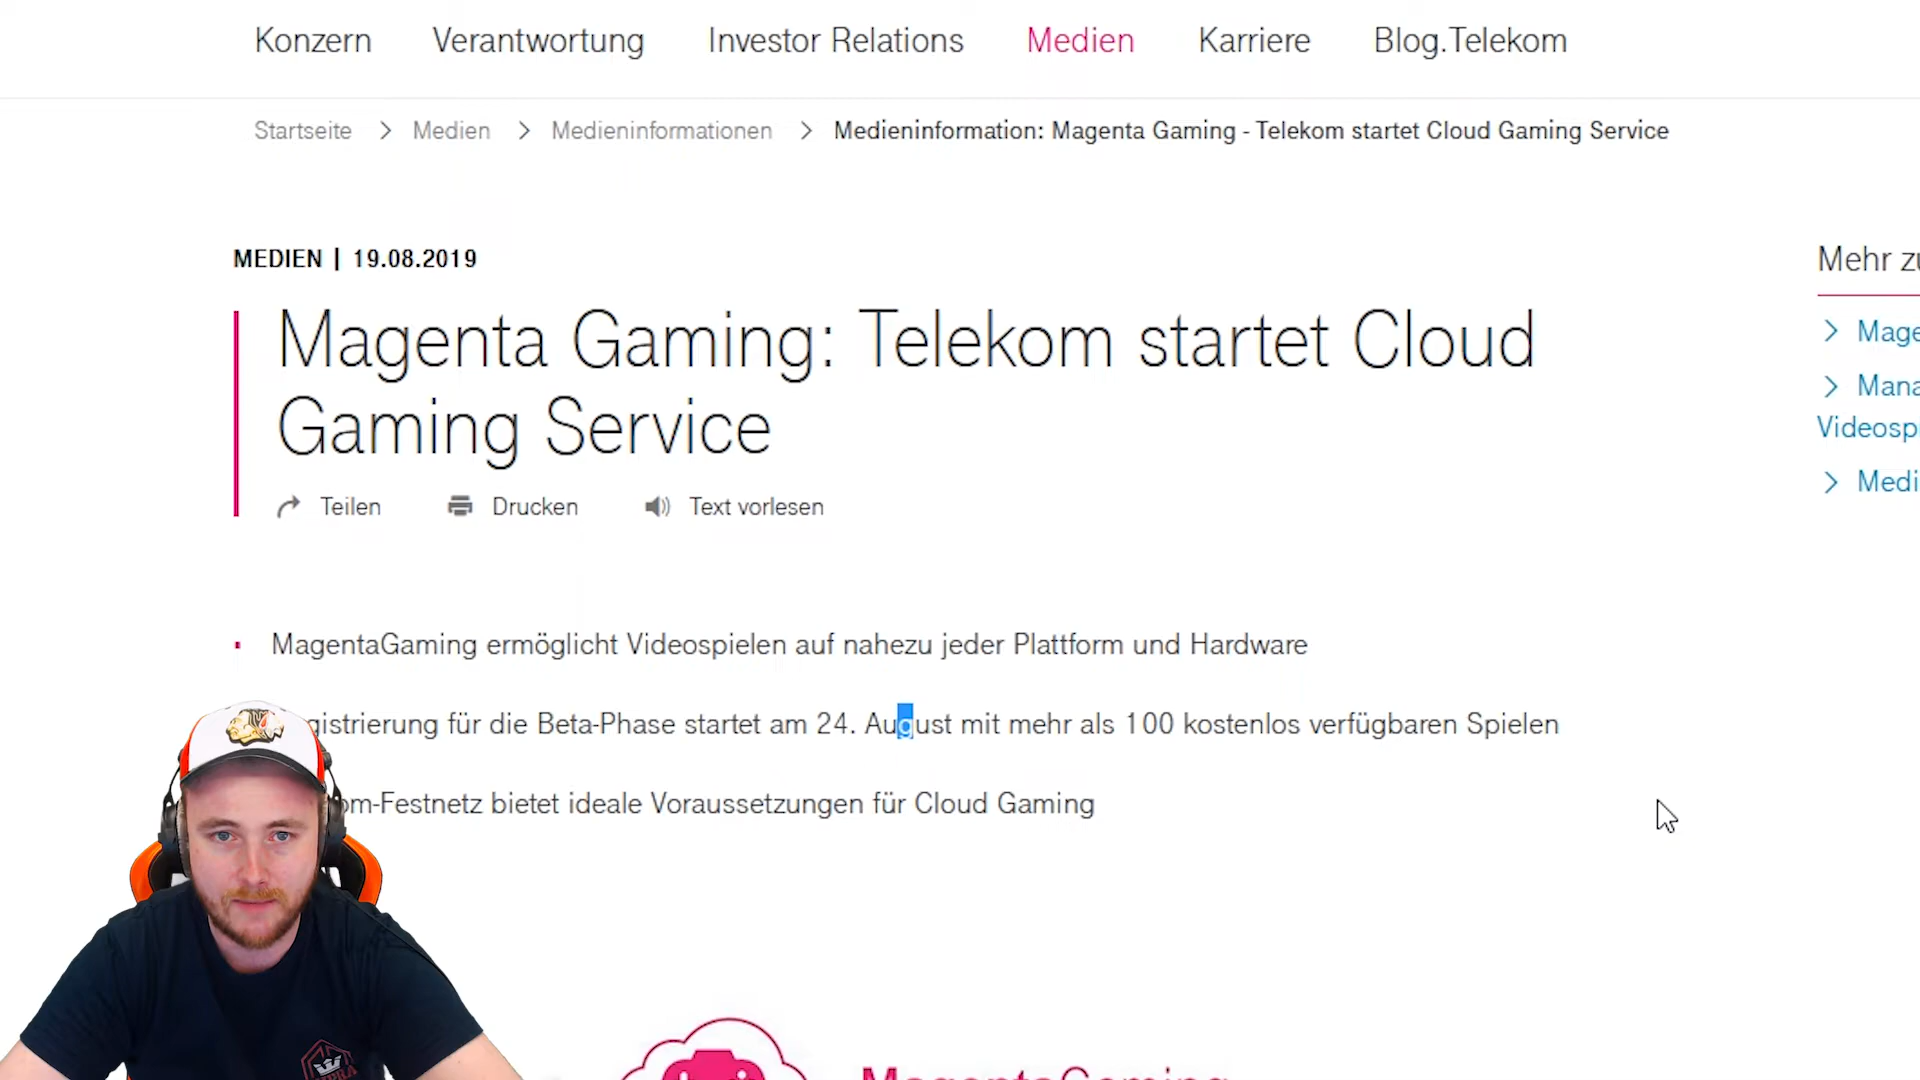 Konzern Verantwortung Investor Relations Medien Karriere Blog.Telekom
Startseite > Medien > Medieninformationen > Medieninformation: Magenta Gaming - Telekom startet Cloud Gaming Service
MEDIEN | 19.08.2019
Magenta Gaming: Telekom startet Cloud
Gaming Service
Teilen Drucken Text vorlesen
Mehr
MagentaGaming ermöglicht Videospielen auf nahezu jeder Plattform und Hardware
gistrierung für die Beta-Phase startet am 24. August mit mehr als 100 kostenlos verfügbaren Spielen
om-Festnetz bietet ideale Voraussetzungen für Cloud Gaming
MagentaGaming